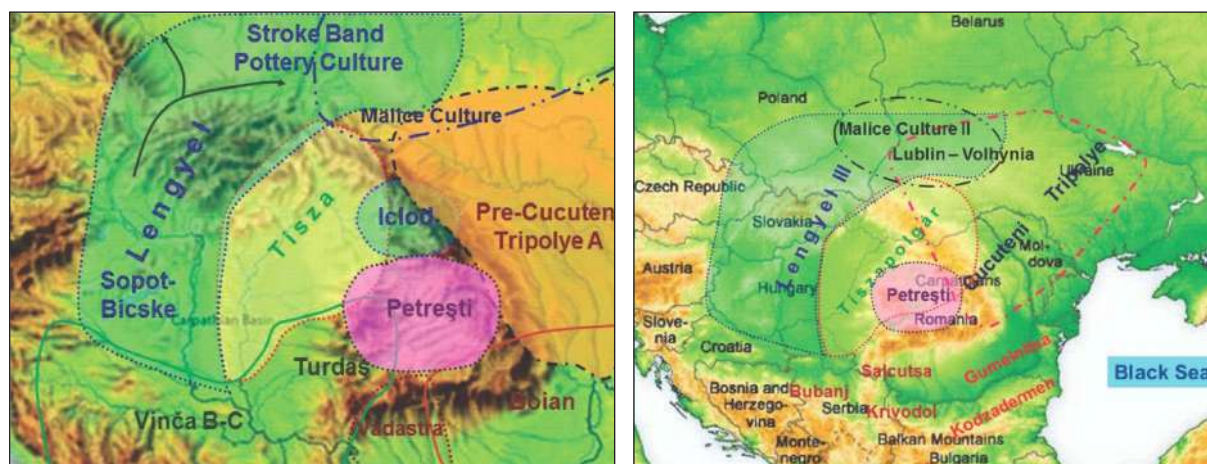 Stroke Band
Pottery Culture
Malice Culture
Lengyel
Tisza
Iclod
Pre-Cucuten
Tripolye A
Sopot-
Bicske
Carpathian Basin
Petreşti
Turdaş
Vinča B-C
Vădastra
Boian
Belarus
Poland
Malice Culture II
Lublin – Volhynia
Tripolye
Ukraine
Czech Republic
Lengyel III
Slovakia
Tiszapolgár
Cucuteni
Mol-
dova
Austria
Hungary
Carpathians
Petreşti
Romania
Slove-
nia
Croatia
Salcutsa
Gumelnitsa
Black Sea
Bosnia and
Herzego-
vina
Bubanj
Serbia
Krivodol
Kodzadermen
Monte-
negro
Balkan Mountains
Bulgaria